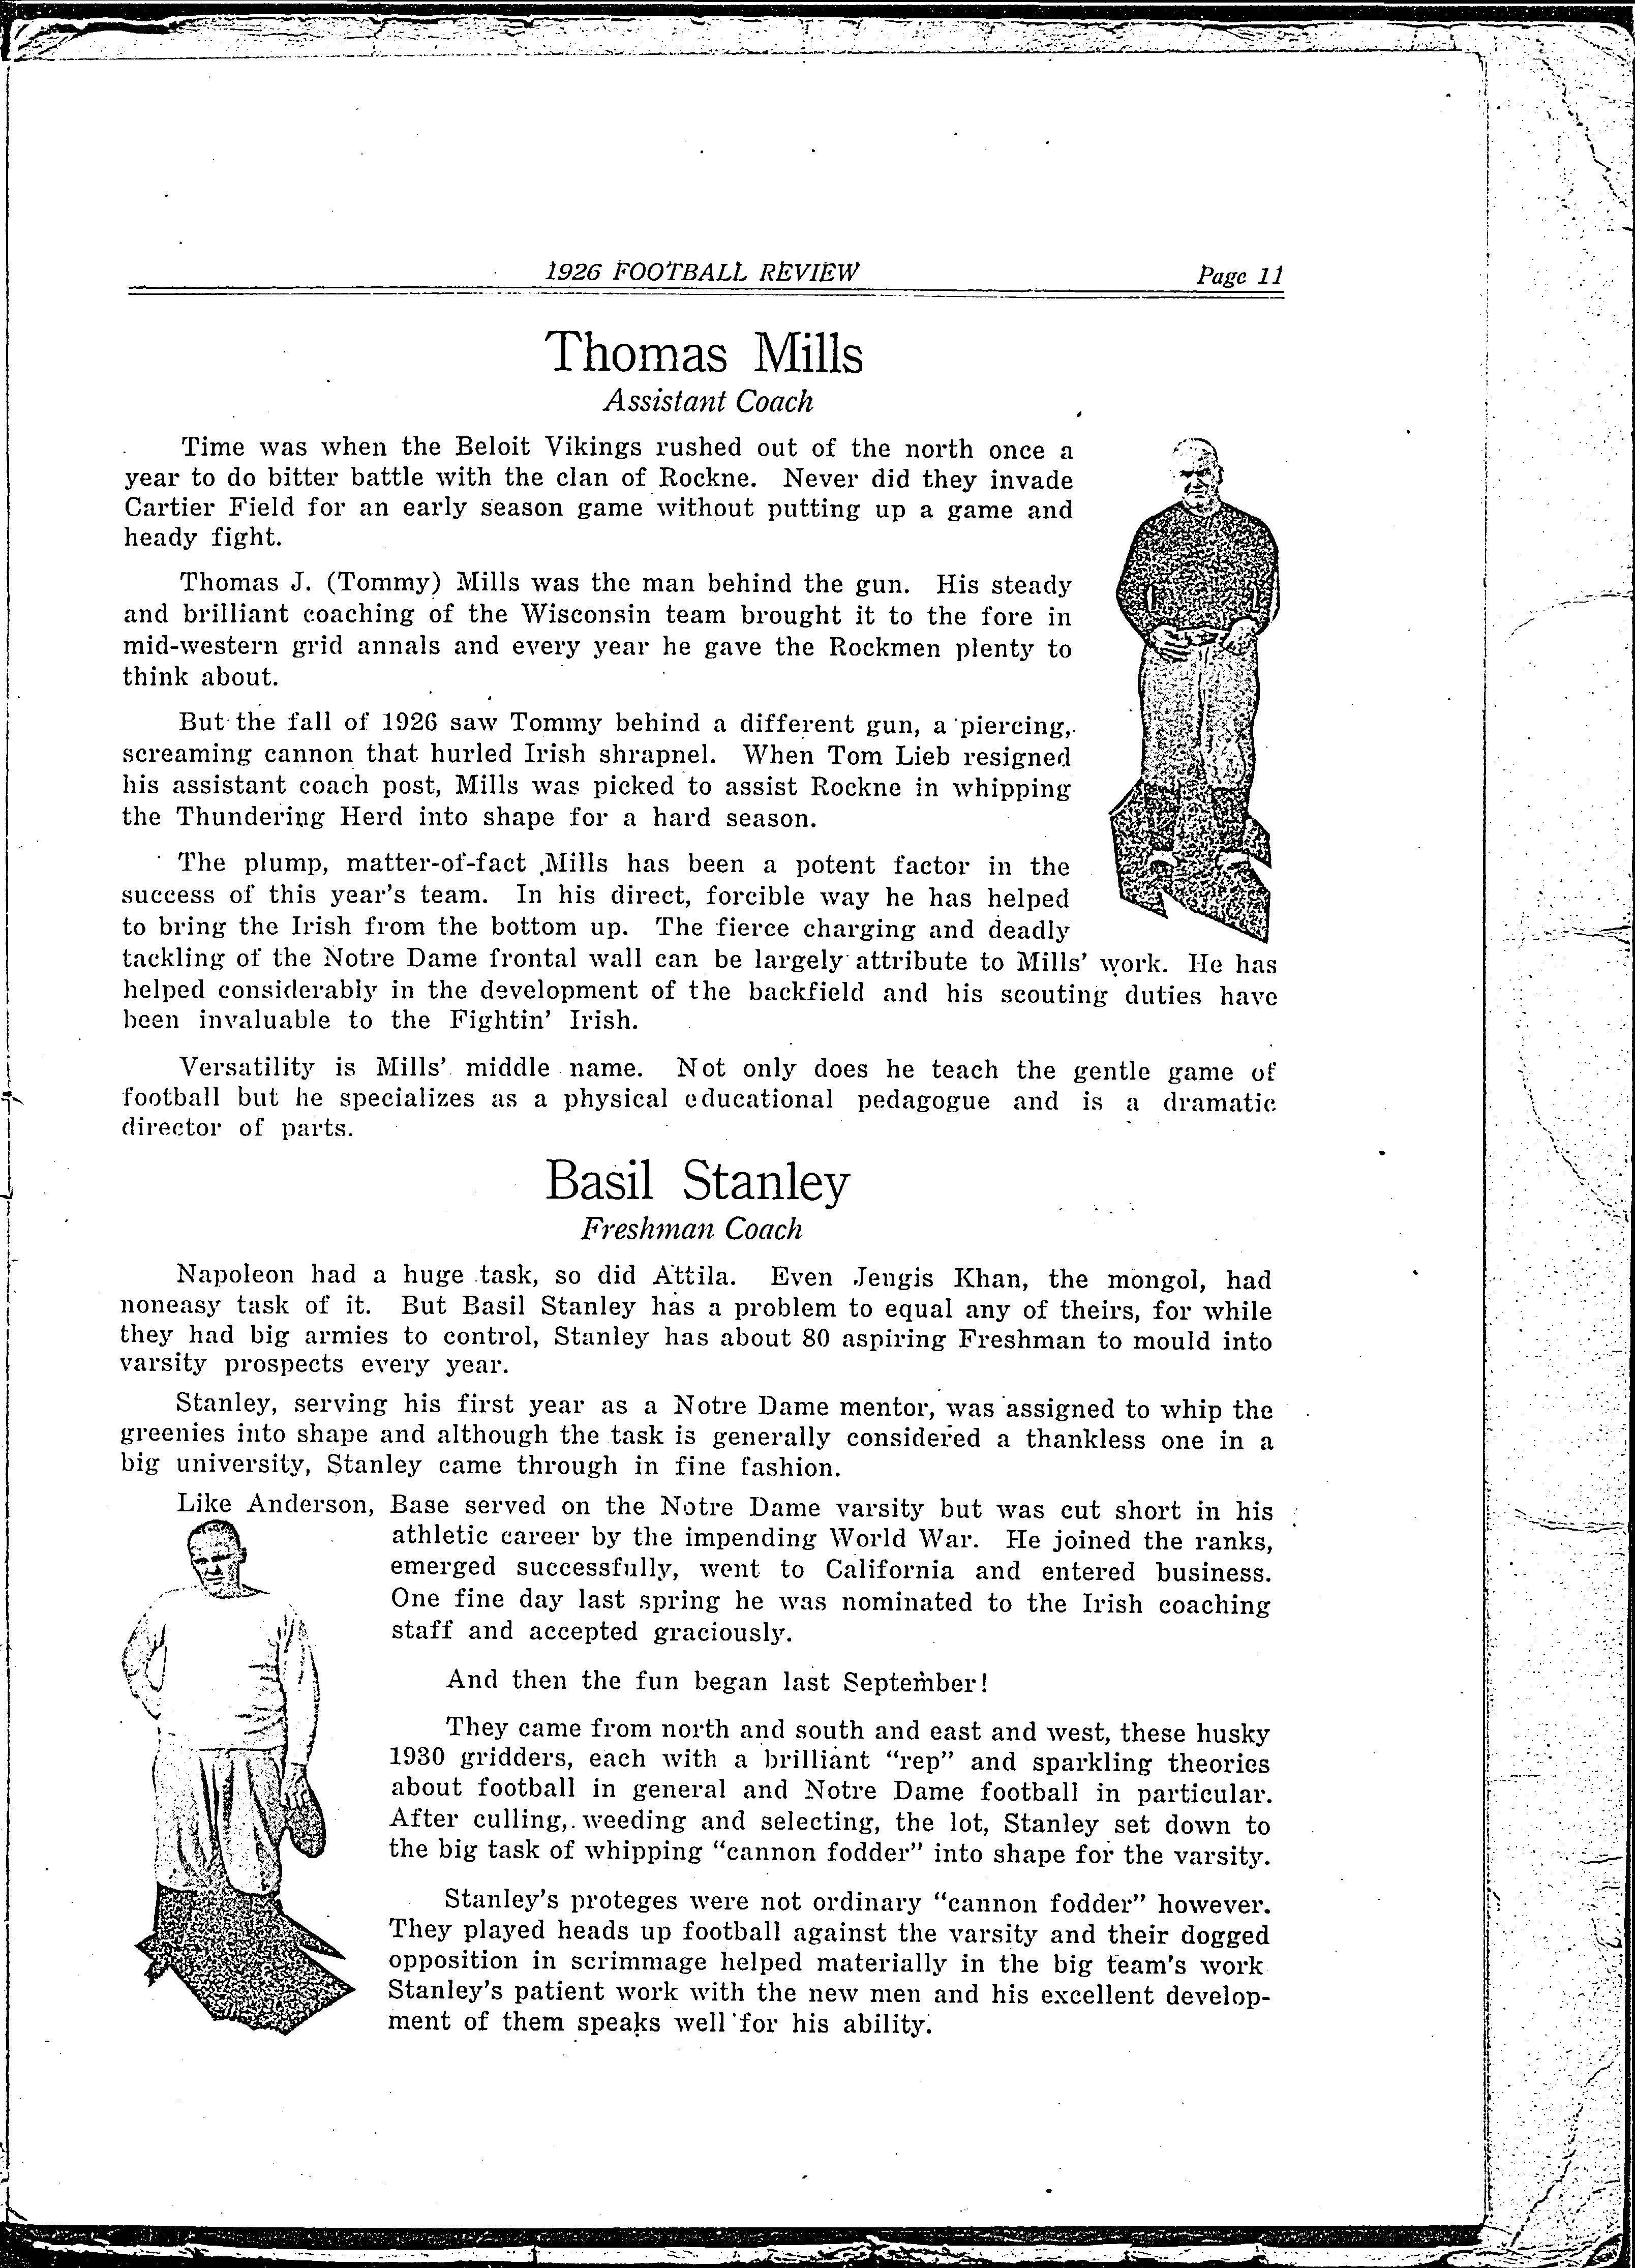 1926 FOOTBALL REVIEW Page 11
Thomas Mills
Assistant Coach
Time was when the Beloit Vikings rushed out of the north once a
year to do bitter battle with the clan of Rockne. Never did they invade
Cartier Field for an early season game without putting up a game and
heady fight.
Thomas J. (Tommy) Mills was the man behind the gun. His steady
and brilliant coaching of the Wisconsin team brought it to the fore in
mid-western grid annals and every year he gave the Rockmen plenty to
think about.
But the fall of 1926 saw Tommy behind a different gun, a piercing,
screaming cannon that hurled Irish shrapnel. When Tom Lieb resigned
his assistant coach post, Mills was picked to assist Rockne in whipping
the Thundering Herd into shape for a hard season.
The plump, matter-of-fact Mills has been a potent factor in the
success of this year's team. In his direct, forcible way he has helped
to bring the Irish from the bottom up. The fierce charging and deadly
tackling of the Notre Dame frontal wall can be largely attribute to Mills' work. He has
helped considerably in the development of the backfield and his scouting duties have
been invaluable to the Fightin' Irish.
Versatility is Mills' middle name. Not only does he teach the gentle game of
football but he specializes as a physical educational pedagogue and is a dramatic
director of parts.
Basil Stanley
Freshman Coach
Napoleon had a huge task, so did Attila. Even Jengis Khan, the mongol, had
noneasy task of it. But Basil Stanley has a problem to equal any of theirs, for while
they had big armies to control, Stanley has about 80 aspiring Freshman to mould into
varsity prospects every year.
Stanley, serving his first year as a Notre Dame mentor, was assigned to whip the
greenies into shape and although the task is generally considered a thankless one in a
big university, Stanley came through in fine fashion.
Like Anderson, Base served on the Notre Dame varsity but was cut short in his
athletic career by the impending World War. He joined the ranks,
emerged successfully, went to California and entered business.
One fine day last spring he was nominated to the Irish coaching
staff and accepted graciously.
And then the fun began last September!
They came from north and south and east and west, these husky
1930 gridders, each with a brilliant "rep" and sparkling theories
about football in general and Notre Dame football in particular.
After culling, weeding and selecting, the lot, Stanley set down to
the big task of whipping "cannon fodder" into shape for the varsity.
Stanley's proteges were not ordinary "cannon fodder" however.
They played heads up football against the varsity and their dogged
opposition in scrimmage helped materially in the big team's work
Stanley's patient work with the new men and his excellent develop-
ment of them speaks well for his ability.